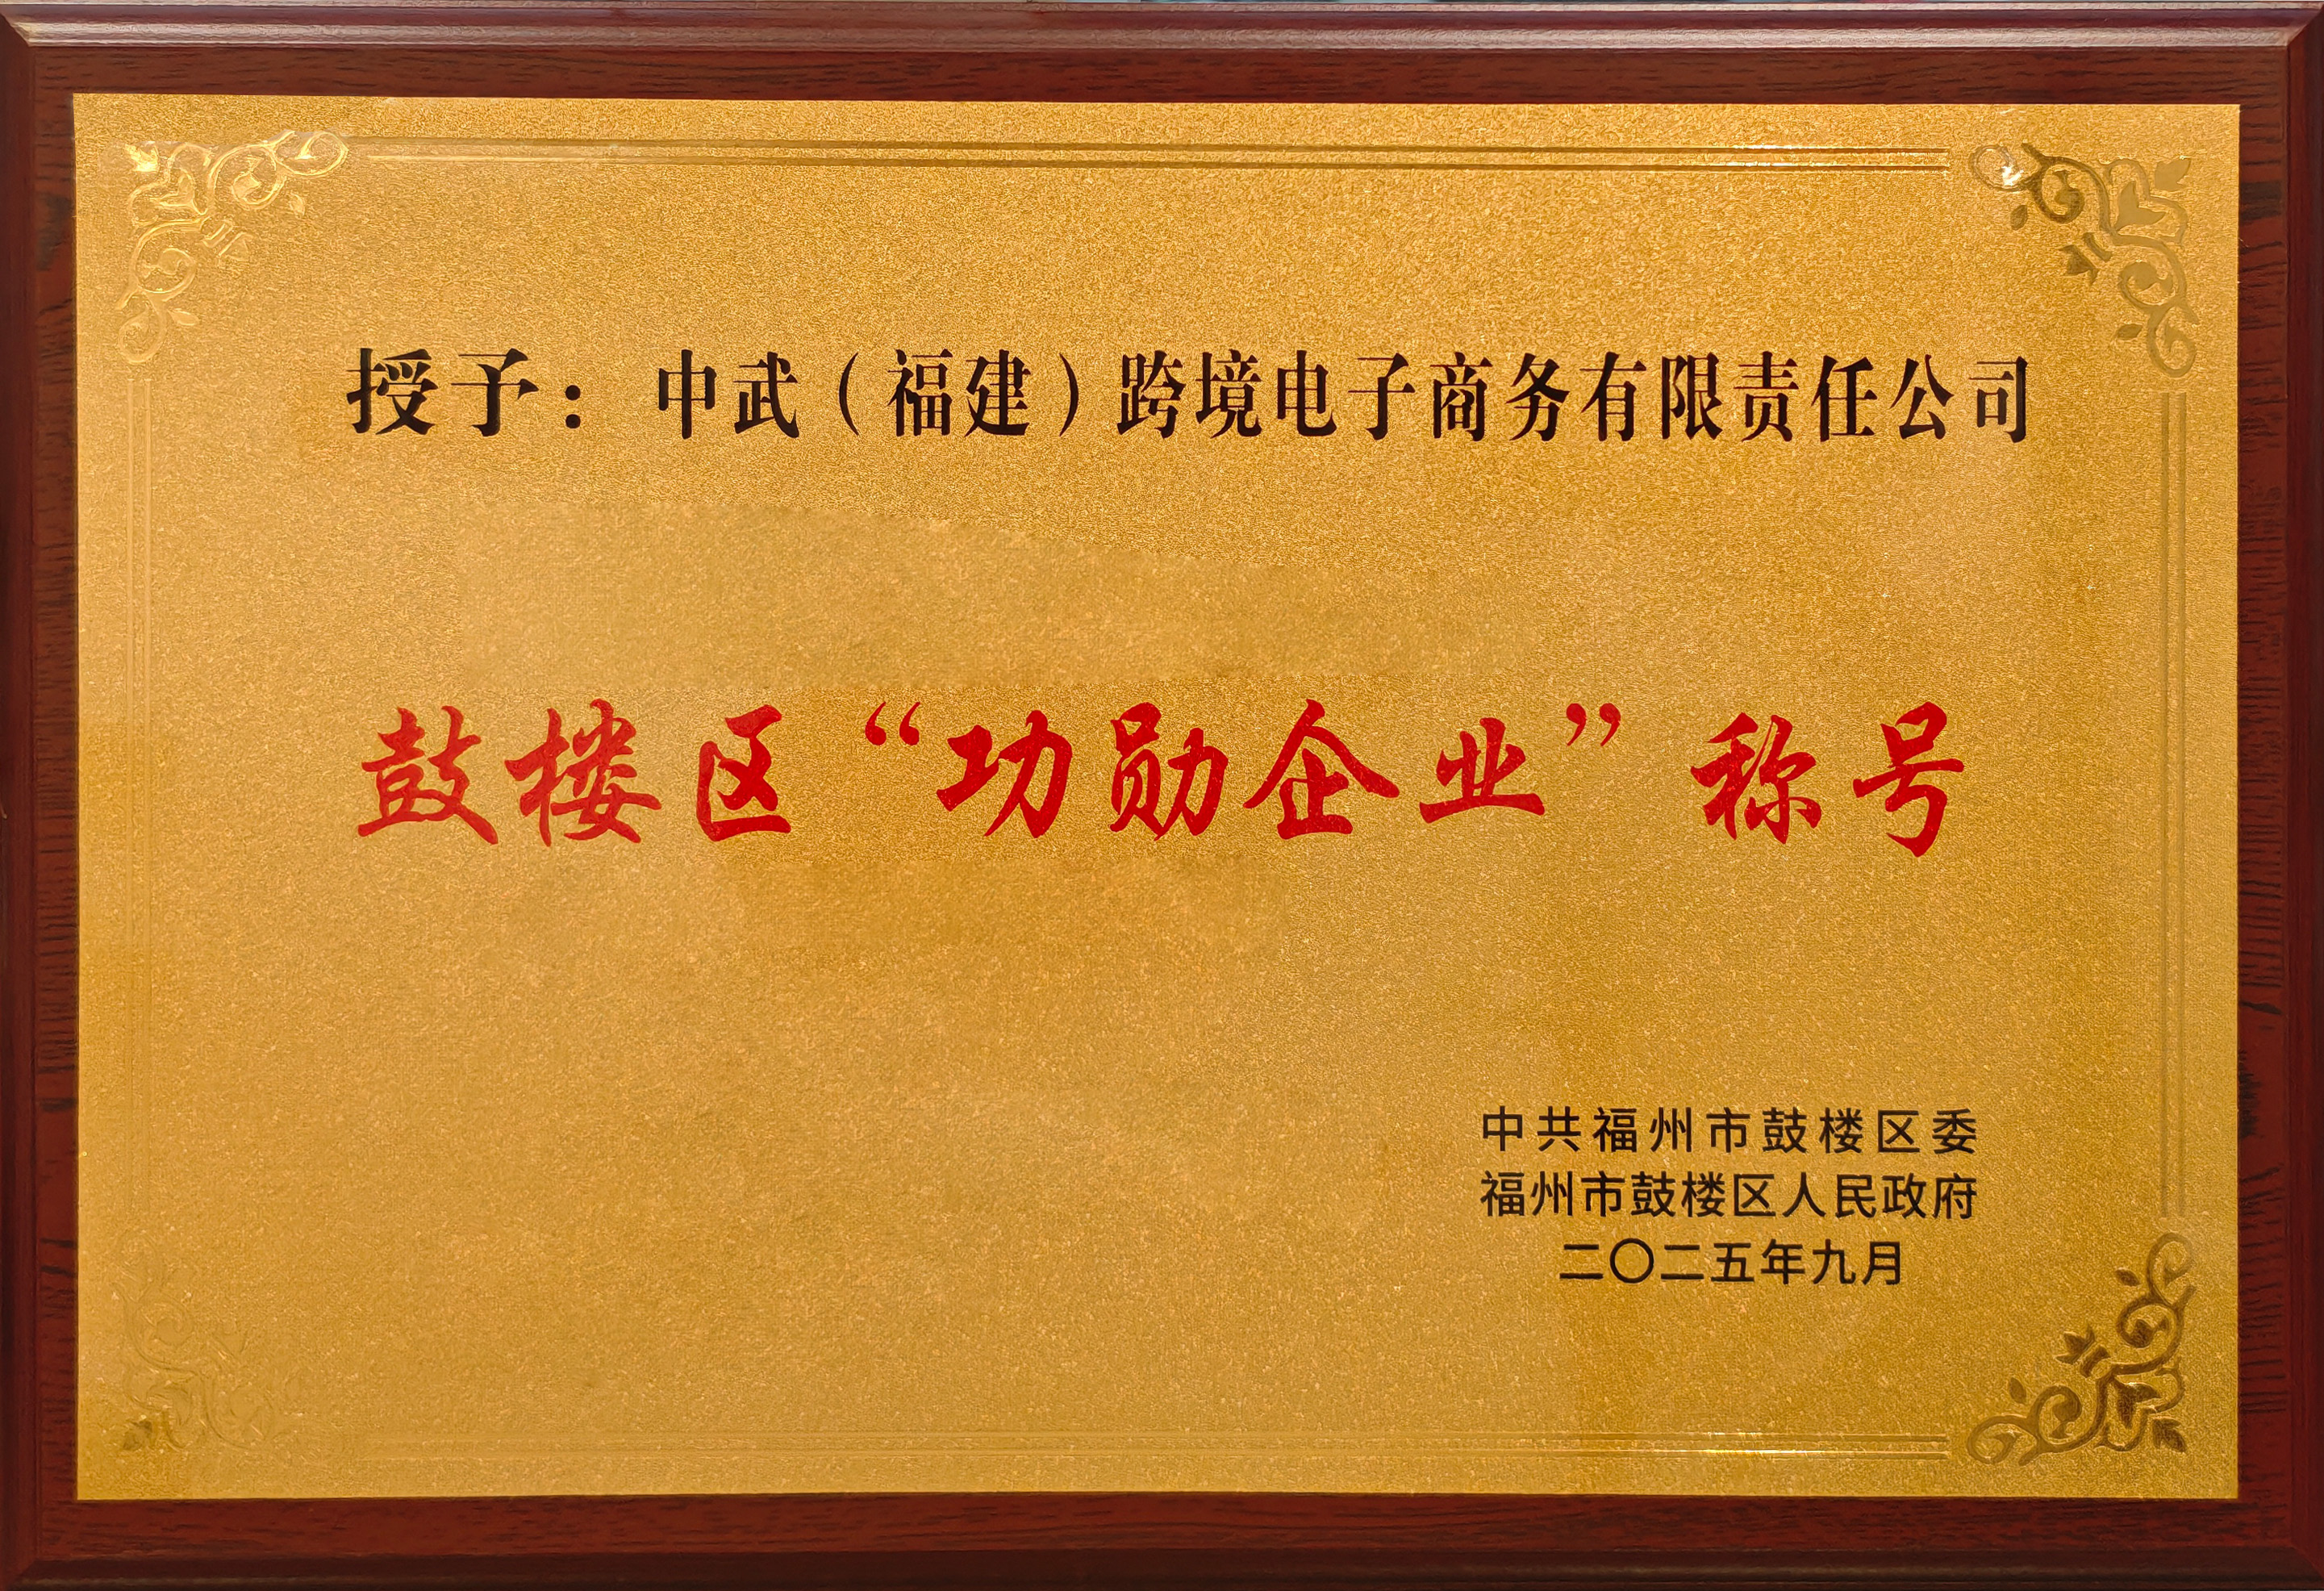 授予：中武（福建）跨境电子商务有限责任公司
鼓楼区“功勋企业”称号
中共福州市鼓楼区委
福州市鼓楼区人民政府
二〇二五年九月